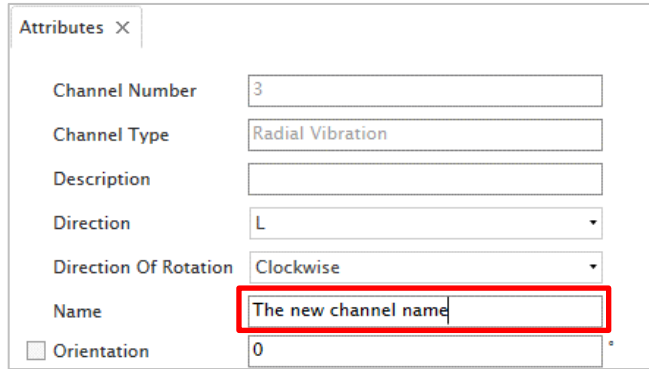 Attributes ×
Channel Number 3
Channel Type Radial Vibration
Description
Direction L
Direction Of Rotation Clockwise
Name The new channel name
Orientation 0 °